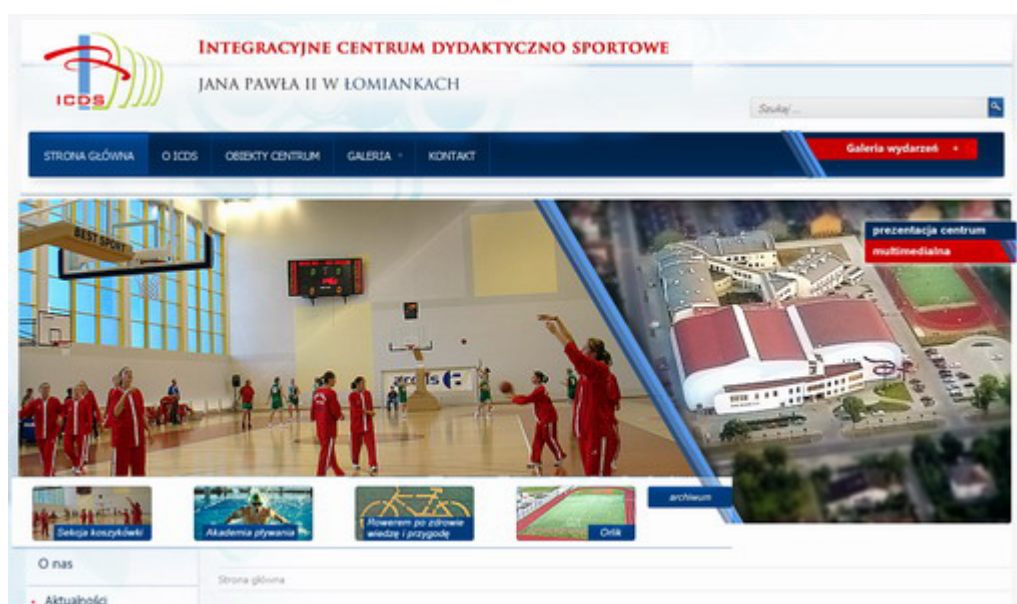 INTEGRACYJNE CENTRUM DYDAKTYCZNO SPORTOWE
JANA PAWŁA II W ŁOMIANKACH
ICDS
Szukaj ...
STRONA GŁÓWNA
O ICDS
OBIEKTY CENTRUM
GALERIA
KONTAKT
Galeria wydarzeń +
BEST SPORT
prezentacja centrum
multimedialna
Sekcja koszykówki
Akademia pływania
Rowerem po zdrowie
wiedzę i przygodę
Orlik
archiwum
O nas
Strona główna
Aktualności